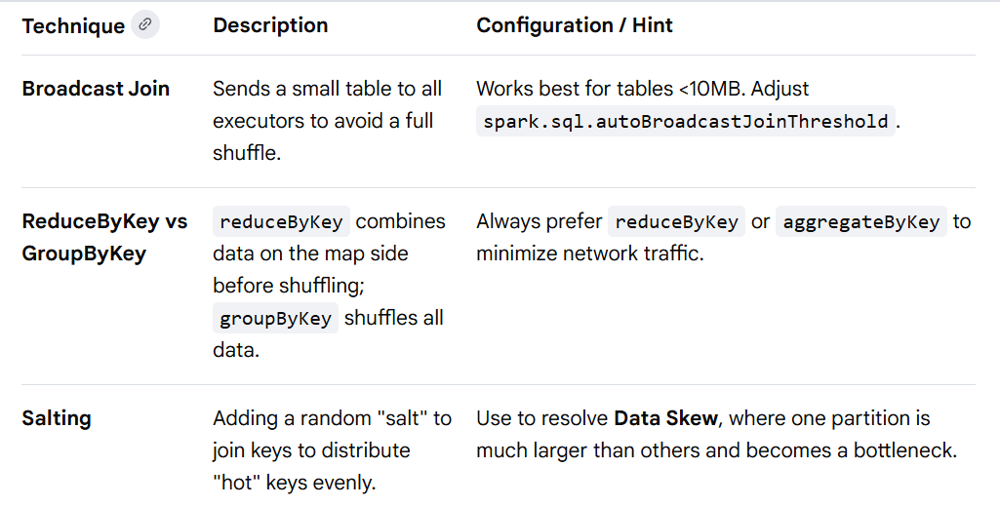 Technique Description Configuration / Hint
Broadcast Join Sends a small table to all Works best for tables <10MB. Adjust
executors to avoid a full spark.sql.autoBroadcastJoinThreshold.
shuffle.
ReduceByKey vs reduceByKey combines Always prefer reduceByKey or aggregateByKey to
GroupByKey data on the map side minimize network traffic.
before shuffling;
groupByKey shuffles all
data.
Salting Adding a random "salt" to Use to resolve Data Skew, where one partition is
join keys to distribute much larger than others and becomes a bottleneck.
"hot" keys evenly.